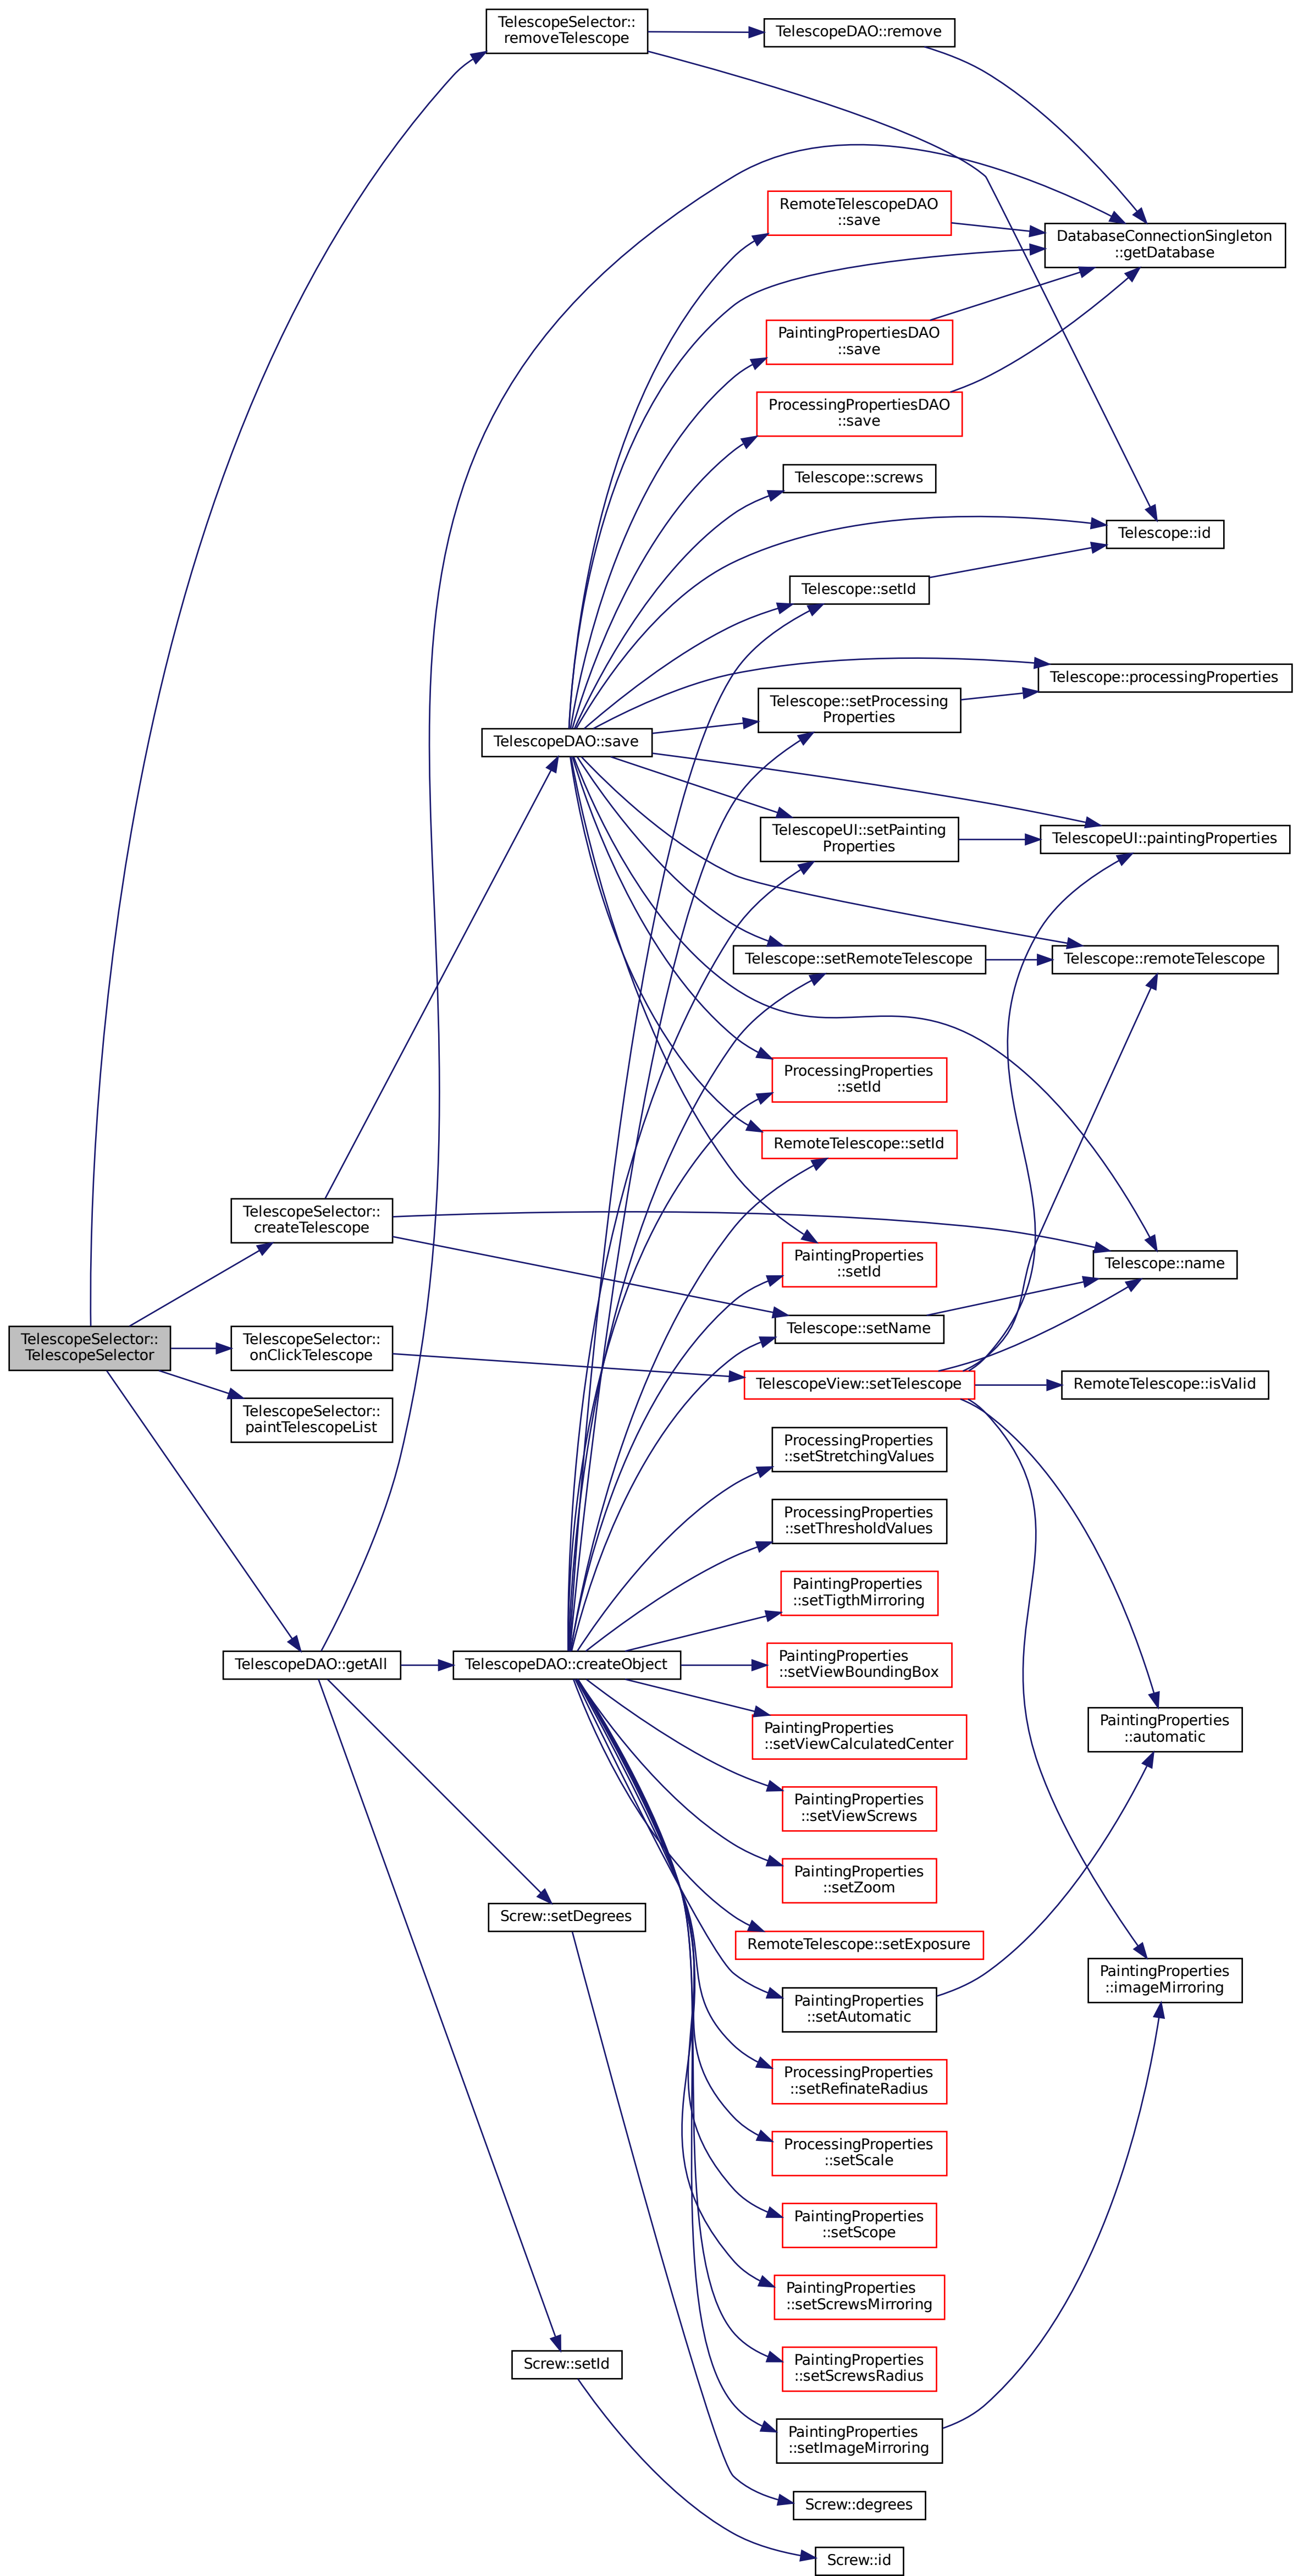 TelescopeSelector::
removeTelescope
TelescopeDAO::remove
RemoteTelescopeDAO
::save
DatabaseConnectionSingleton
::getDatabase
PaintingPropertiesDAO
::save
ProcessingPropertiesDAO
::save
Telescope::screws
Telescope::id
Telescope::setId
Telescope::processingProperties
Telescope::setProcessing
Properties
TelescopeDAO::save
TelescopeUI::setPainting
Properties
TelescopeUI::paintingProperties
Telescope::setRemoteTelescope
Telescope::remoteTelescope
ProcessingProperties
::setId
RemoteTelescope::setId
TelescopeSelector::
createTelescope
PaintingProperties
::setId
Telescope::name
Telescope::setName
TelescopeSelector::
TelescopeSelector
TelescopeSelector::
onClickTelescope
TelescopeView::setTelescope
RemoteTelescope::isValid
TelescopeSelector::
paintTelescopeList
ProcessingProperties
::setStretchingValues
ProcessingProperties
::setThresholdValues
PaintingProperties
::setTigthMirroring
TelescopeDAO::getAll
TelescopeDAO::createObject
PaintingProperties
::setViewBoundingBox
PaintingProperties
::setViewCalculatedCenter
PaintingProperties
::automatic
PaintingProperties
::setViewScrews
PaintingProperties
::setZoom
Screw::setDegrees
RemoteTelescope::setExposure
PaintingProperties
::imageMirroring
PaintingProperties
::setAutomatic
ProcessingProperties
::setRefinateRadius
ProcessingProperties
::setScale
PaintingProperties
::setScope
PaintingProperties
::setScrewsMirroring
Screw::setId
PaintingProperties
::setScrewsRadius
PaintingProperties
::setImageMirroring
Screw::degrees
Screw::id